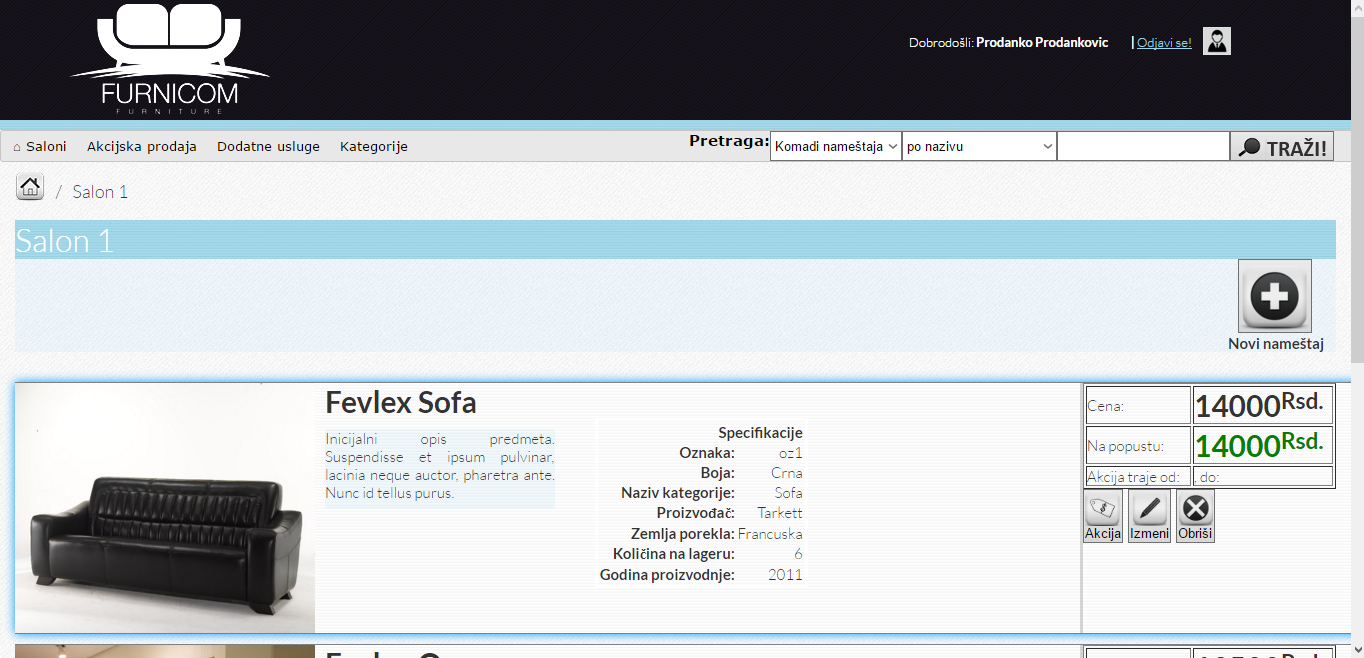 FURNICOM
FURNITURE
Dobrodošli: Prodanko Prodankovic | Odjavi se!
⌂ Saloni Akcijska prodaja Dodatne usluge Kategorije Pretraga: Komadi nameštaja po nazivu TRAŽI!
/ Salon 1
Salon 1
Novi nameštaj
Fevlex Sofa
Inicijalni opis predmeta.
Suspendisse et ipsum pulvinar,
lacinia neque auctor, pharetra ante.
Nunc id tellus purus.
Specifikacije
Oznaka: oz1
Boja: Crna
Naziv kategorije: Sofa
Proizvođač: Tarkett
Zemlja porekla: Francuska
Količina na lageru: 6
Godina proizvodnje: 2011
Cena: 14000Rsd.
Na popustu: 14000Rsd.
Akcija traje od: , do:
Akcija Izmeni Obriši